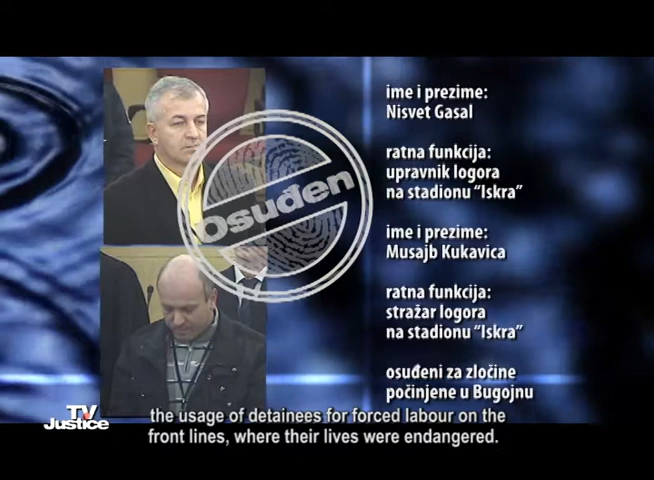 ime i prezime:
Nisvet Gasal
ratna funkcija:
upravnik logora
na stadionu "Iskra"
ime i prezime:
Musajb Kukavica
ratna funkcija:
stražar logora
na stadionu "Iskra"
osuđeni za zločine
počinjene u Bugojnu
Osuđen
TV
Justice
the usage of detainees for forced labour on the
front lines, where their lives were endangered.